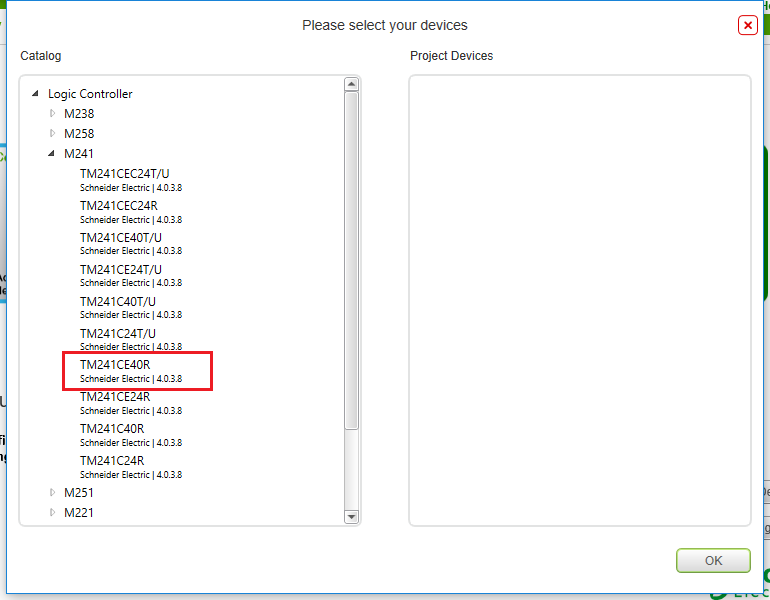 Please select your devices
Catalog
Project Devices
Logic Controller
M238
M258
M241
TM241CEC24T/U
Schneider Electric | 4.0.3.8
TM241CEC24R
Schneider Electric | 4.0.3.8
TM241CE40T/U
Schneider Electric | 4.0.3.8
TM241CE24T/U
Schneider Electric | 4.0.3.8
TM241C40T/U
Schneider Electric | 4.0.3.8
TM241C24T/U
Schneider Electric | 4.0.3.8
TM241CE40R
Schneider Electric | 4.0.3.8
TM241CE24R
Schneider Electric | 4.0.3.8
TM241C40R
Schneider Electric | 4.0.3.8
TM241C24R
Schneider Electric | 4.0.3.8
M251
M221
OK